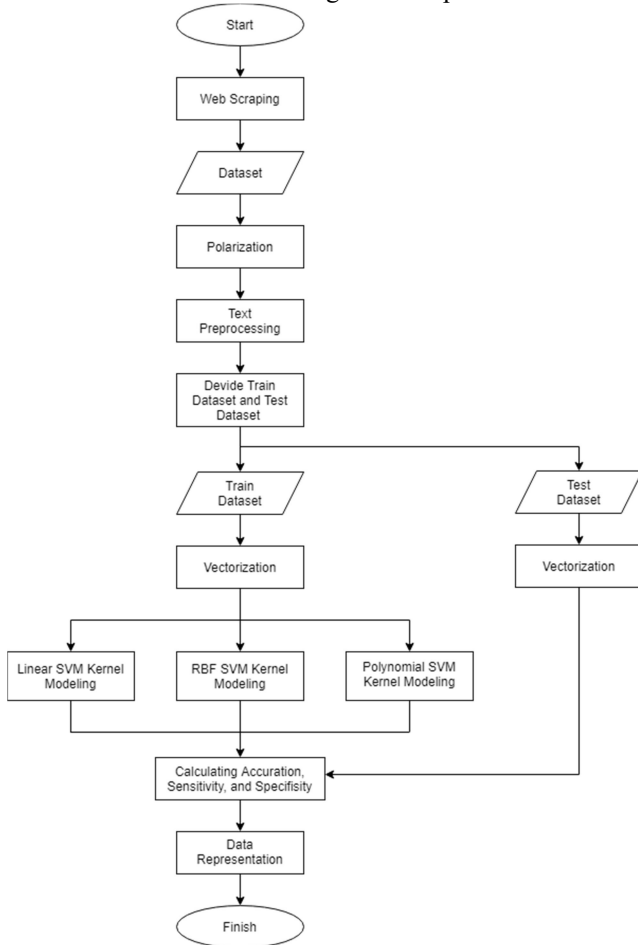 Start
Web Scraping
Dataset
Polarization
Text
Preprocessing
Devide Train
Dataset and Test
Dataset
Train
Dataset
Test
Dataset
Vectorization
Vectorization
Linear SVM Kernel
Modeling
RBF SVM Kernel
Modeling
Polynomial SVM
Kernel Modeling
Calculating Accuration,
Sensitivity, and Specifisity
Data
Representation
Finish